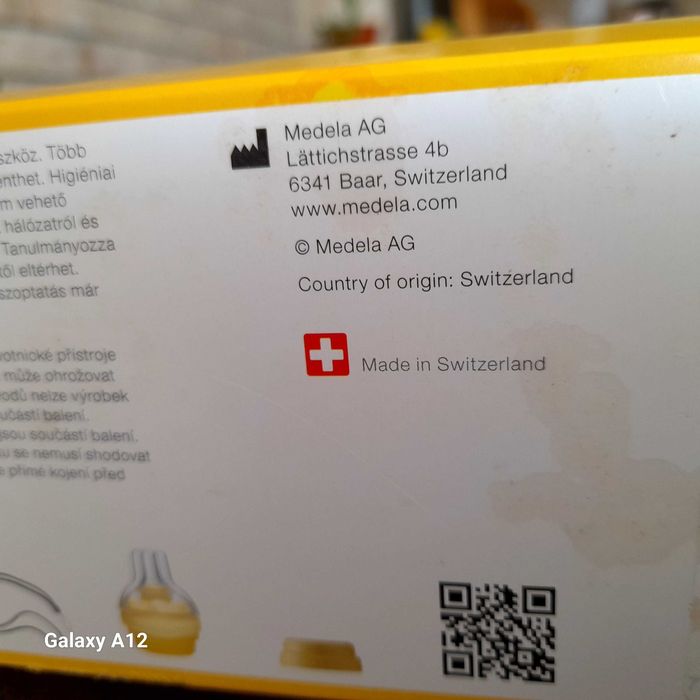 szköz. Több
enthet. Higiéniai
m vehető
hálózatról és
Tanulmányozza
től eltérhet.
szoptatás már
votnické přístroje
může ohrožovat
odů nelze výrobek
učástí balení.
jsou součástí balení.
u se nemusí shodovat
e přímé kojení před
Medela AG
Lättichstrasse 4b
6341 Baar, Switzerland
www.medela.com
© Medela AG
Country of origin: Switzerland
Made in Switzerland
Galaxy A12